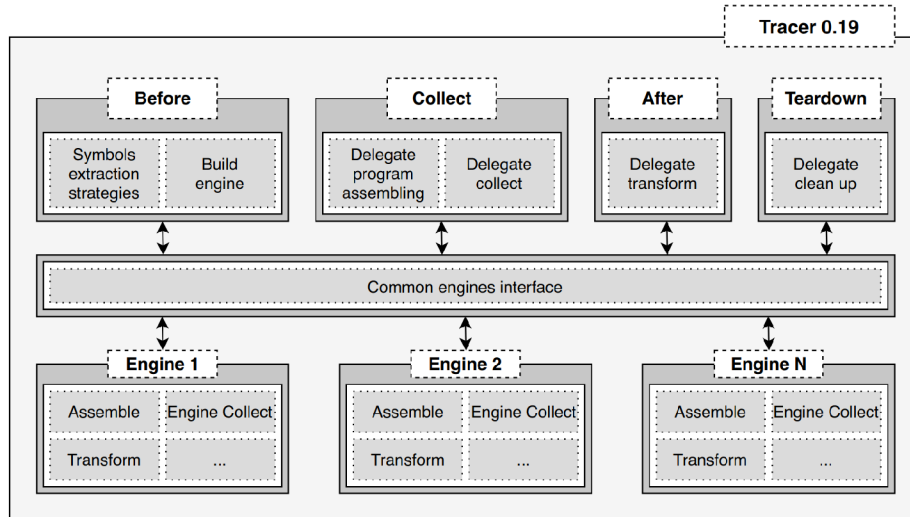 Tracer 0.19
Before
Collect
After
Teardown
Symbols
extraction
strategies
Build
engine
Delegate
program
assembling
Delegate
collect
Delegate
transform
Delegate
clean up
Common engines interface
Engine 1
Engine 2
Engine N
Assemble
Engine Collect
Transform
...
Assemble
Engine Collect
Transform
...
Assemble
Engine Collect
Transform
...